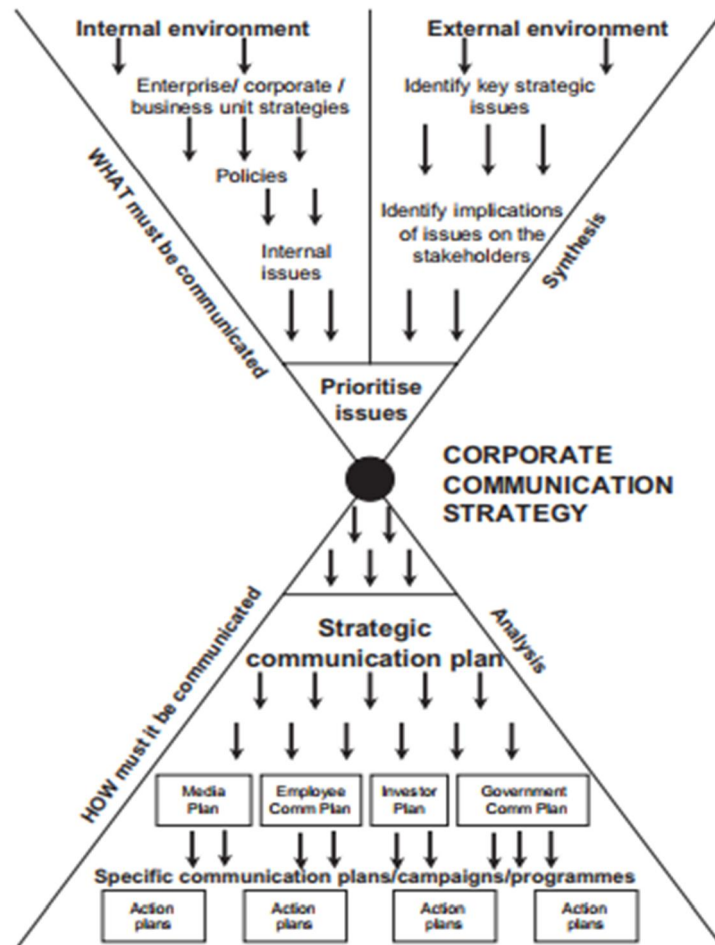 Internal environment
Enterprise/ corporate /
business unit strategies
Policies
Internal
issues
External environment
Identify key strategic
issues
Identify implications
of issues on the
stakeholders
WHAT must be communicated
Synthesis
Prioritise
issues
CORPORATE
COMMUNICATION
STRATEGY
HOW must it be communicated
Analysis
Strategic
communication plan
Media
Plan
Employee
Comm Plan
Investor
Plan
Government
Comm Plan
Specific communication plans/campaigns/programmes
Action
plans
Action
plans
Action
plans
Action
plans